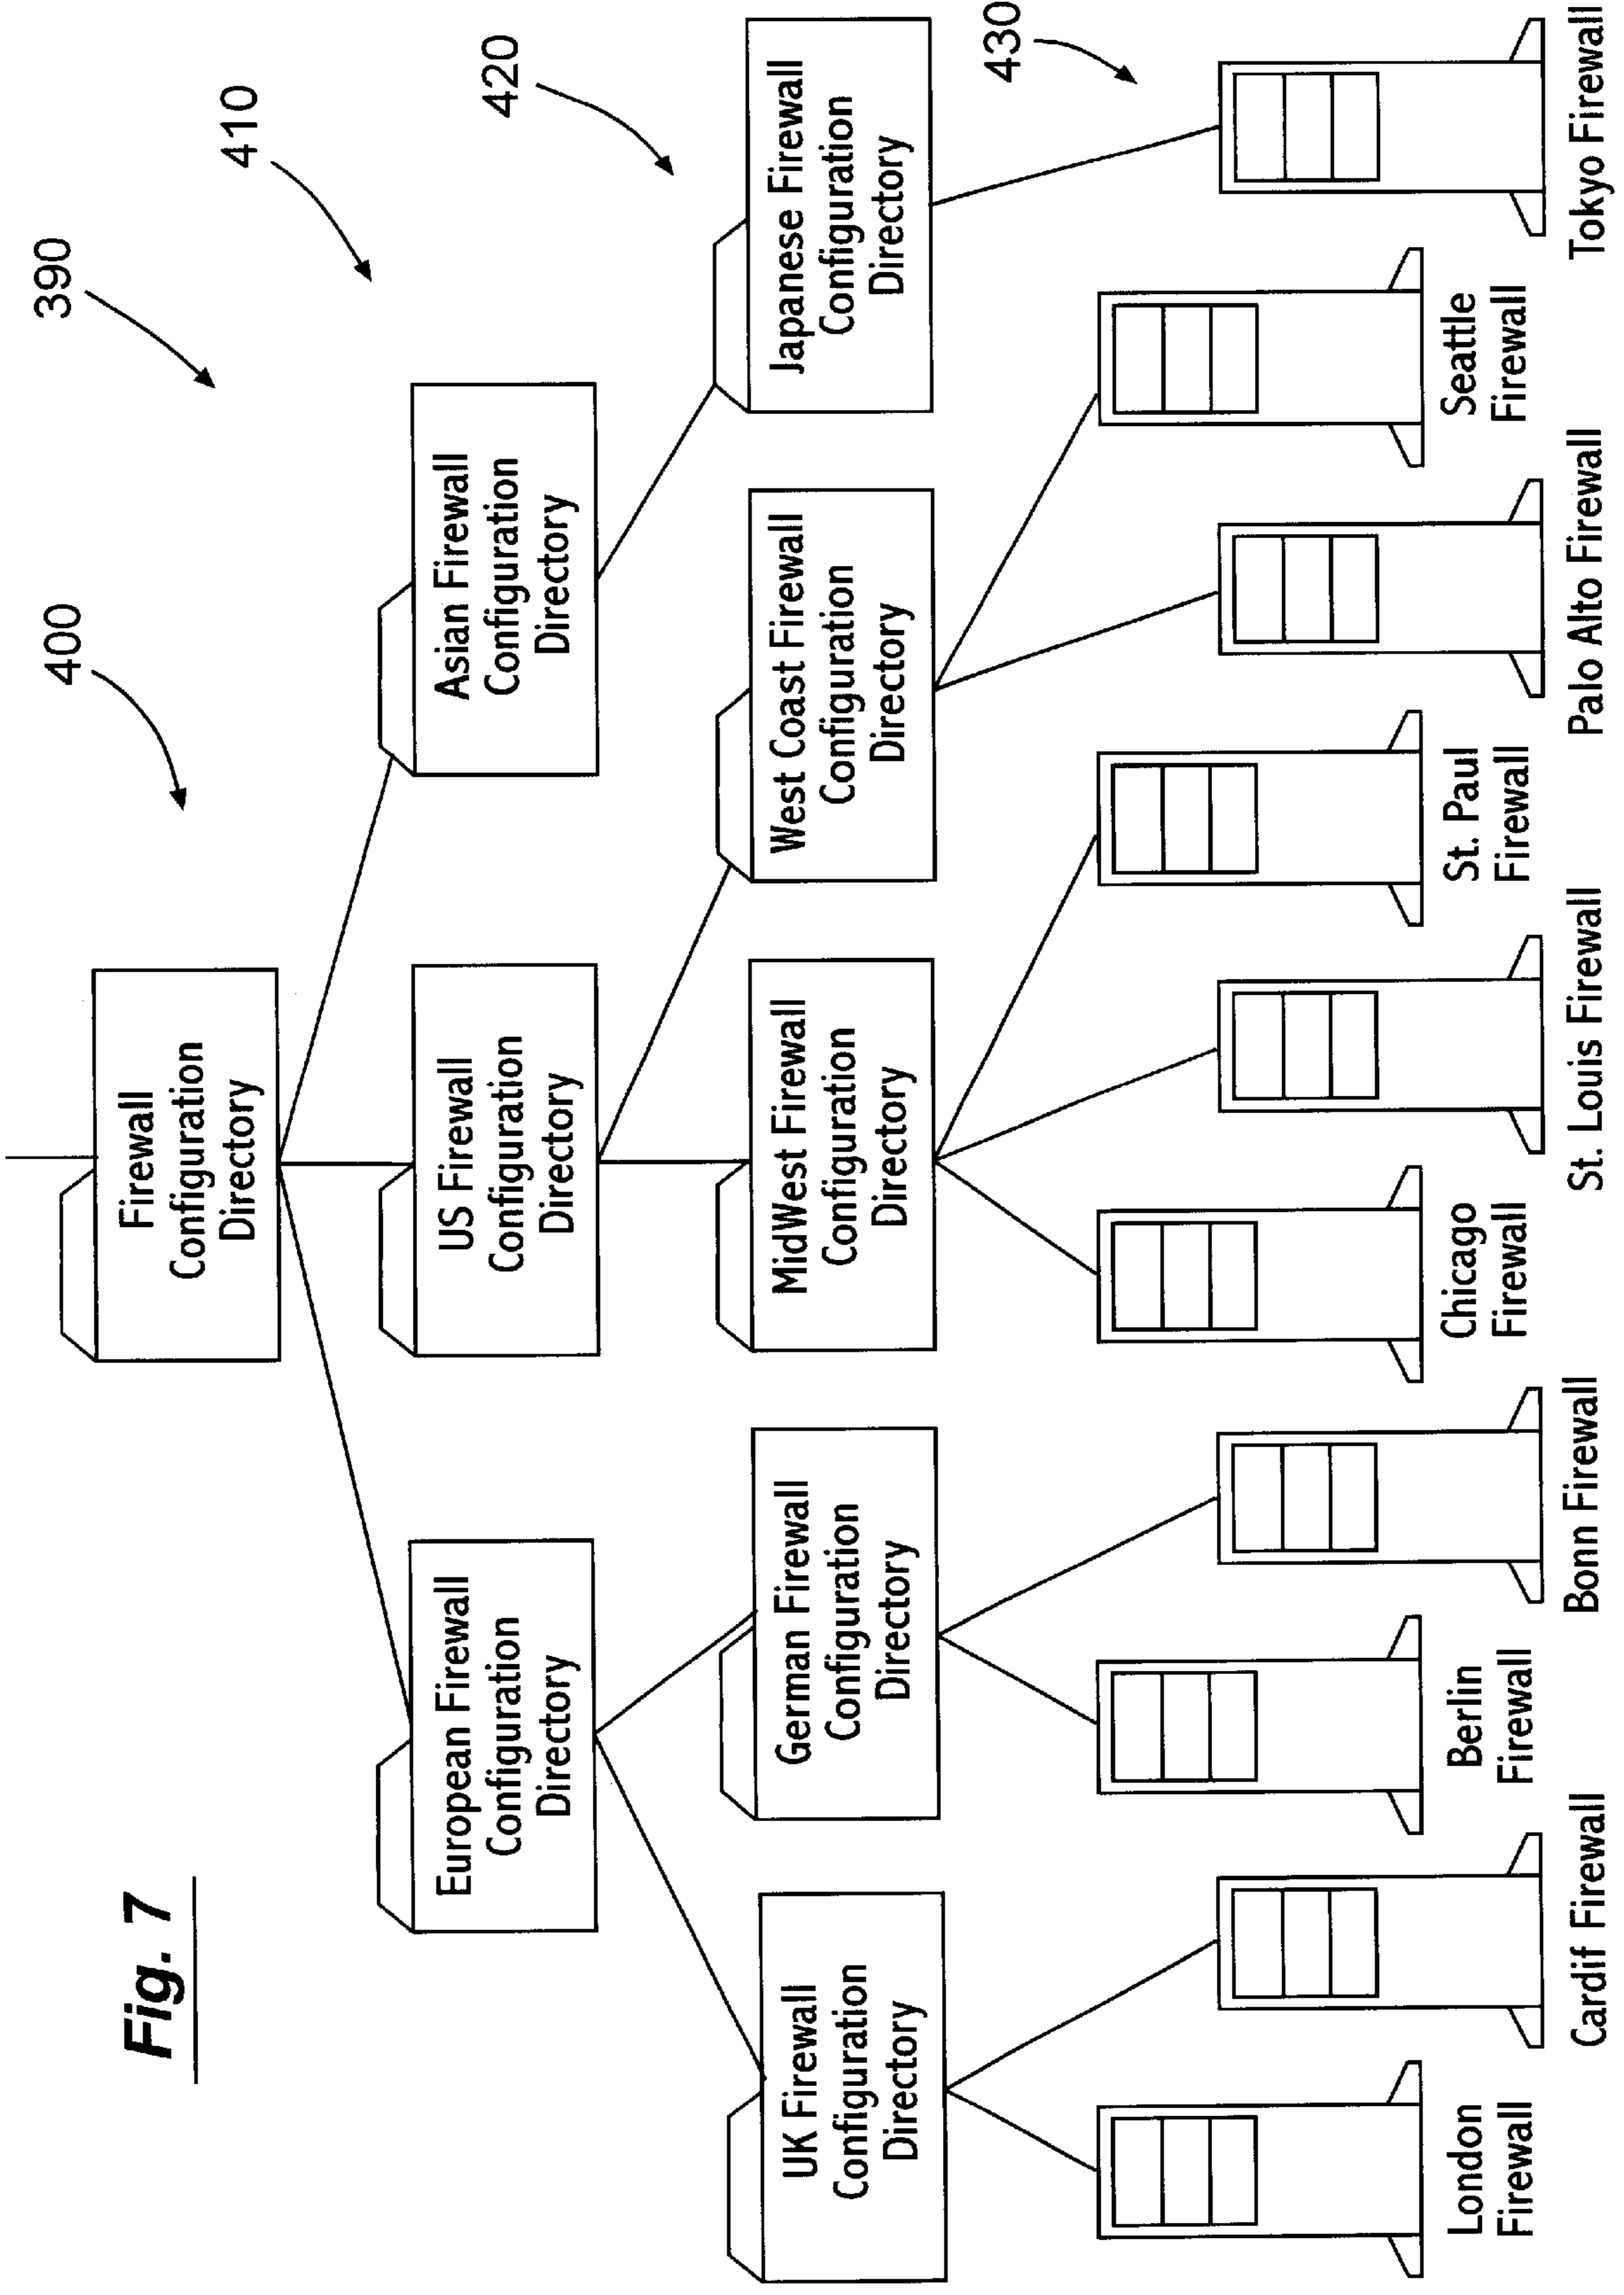 Fig. 7
400
390
410
420
430
Firewall
Configuration
Directory
European Firewall
Configuration
Directory
US Firewall
Configuration
Directory
Asian Firewall
Configuration
Directory
UK Firewall
Configuration
Directory
German Firewall
Configuration
Directory
MidWest Firewall
Configuration
Directory
West Coast Firewall
Configuration
Directory
Japanese Firewall
Configuration
Directory
London
Firewall
Cardif Firewall
Berlin
Firewall
Bonn Firewall
Chicago
Firewall
St. Louis Firewall
St. Paul
Firewall
Palo Alto Firewall
Seattle
Firewall
Tokyo Firewall